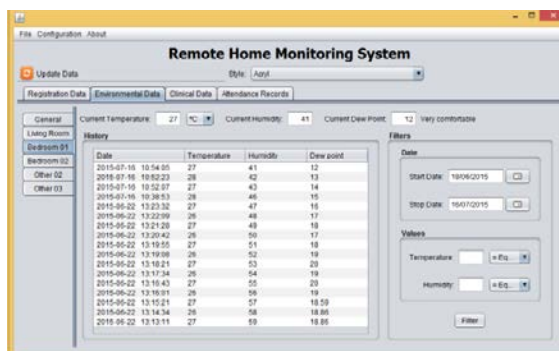 File Configuration About
Remote Home Monitoring System
Update Data Style: Acryl
Registration Data Environmental Data Clinical Data Attendance Records
General
Living Room
Bedroom 01
Bedroom 02
Other 02
Other 03
Current Temperature: 27 ºC Current Humidity: 41 Current Dew Point: 12 Very comfortable
History
Date Temperature Humidity Dew point
2015-07-16 10:54:05 27 41 12
2015-07-16 10:52:23 28 42 13
2015-07-16 10:52:07 27 43 14
2015-07-16 10:38:53 28 46 15
2015-06-22 13:23:32 27 47 16
2015-06-22 13:22:09 26 48 17
2015-06-22 13:21:28 27 49 18
2015-06-22 13:20:42 26 50 17
2015-06-22 13:19:55 27 51 18
2015-06-22 13:19:08 26 52 19
2015-06-22 13:18:21 27 53 20
2015-06-22 13:17:34 26 54 19
2015-06-22 13:16:43 27 55 20
2015-06-22 13:16:01 26 56 19
2015-06-22 13:15:21 27 57 18.59
2015-06-22 13:14:34 26 58 18.86
2015-06-22 13:13:11 27 59 18.86
Filters
Date
Start Date: 19/06/2015
Stop Date: 16/07/2015
Values
Temperature: = Eq...
Humidity: = Eq...
Filter